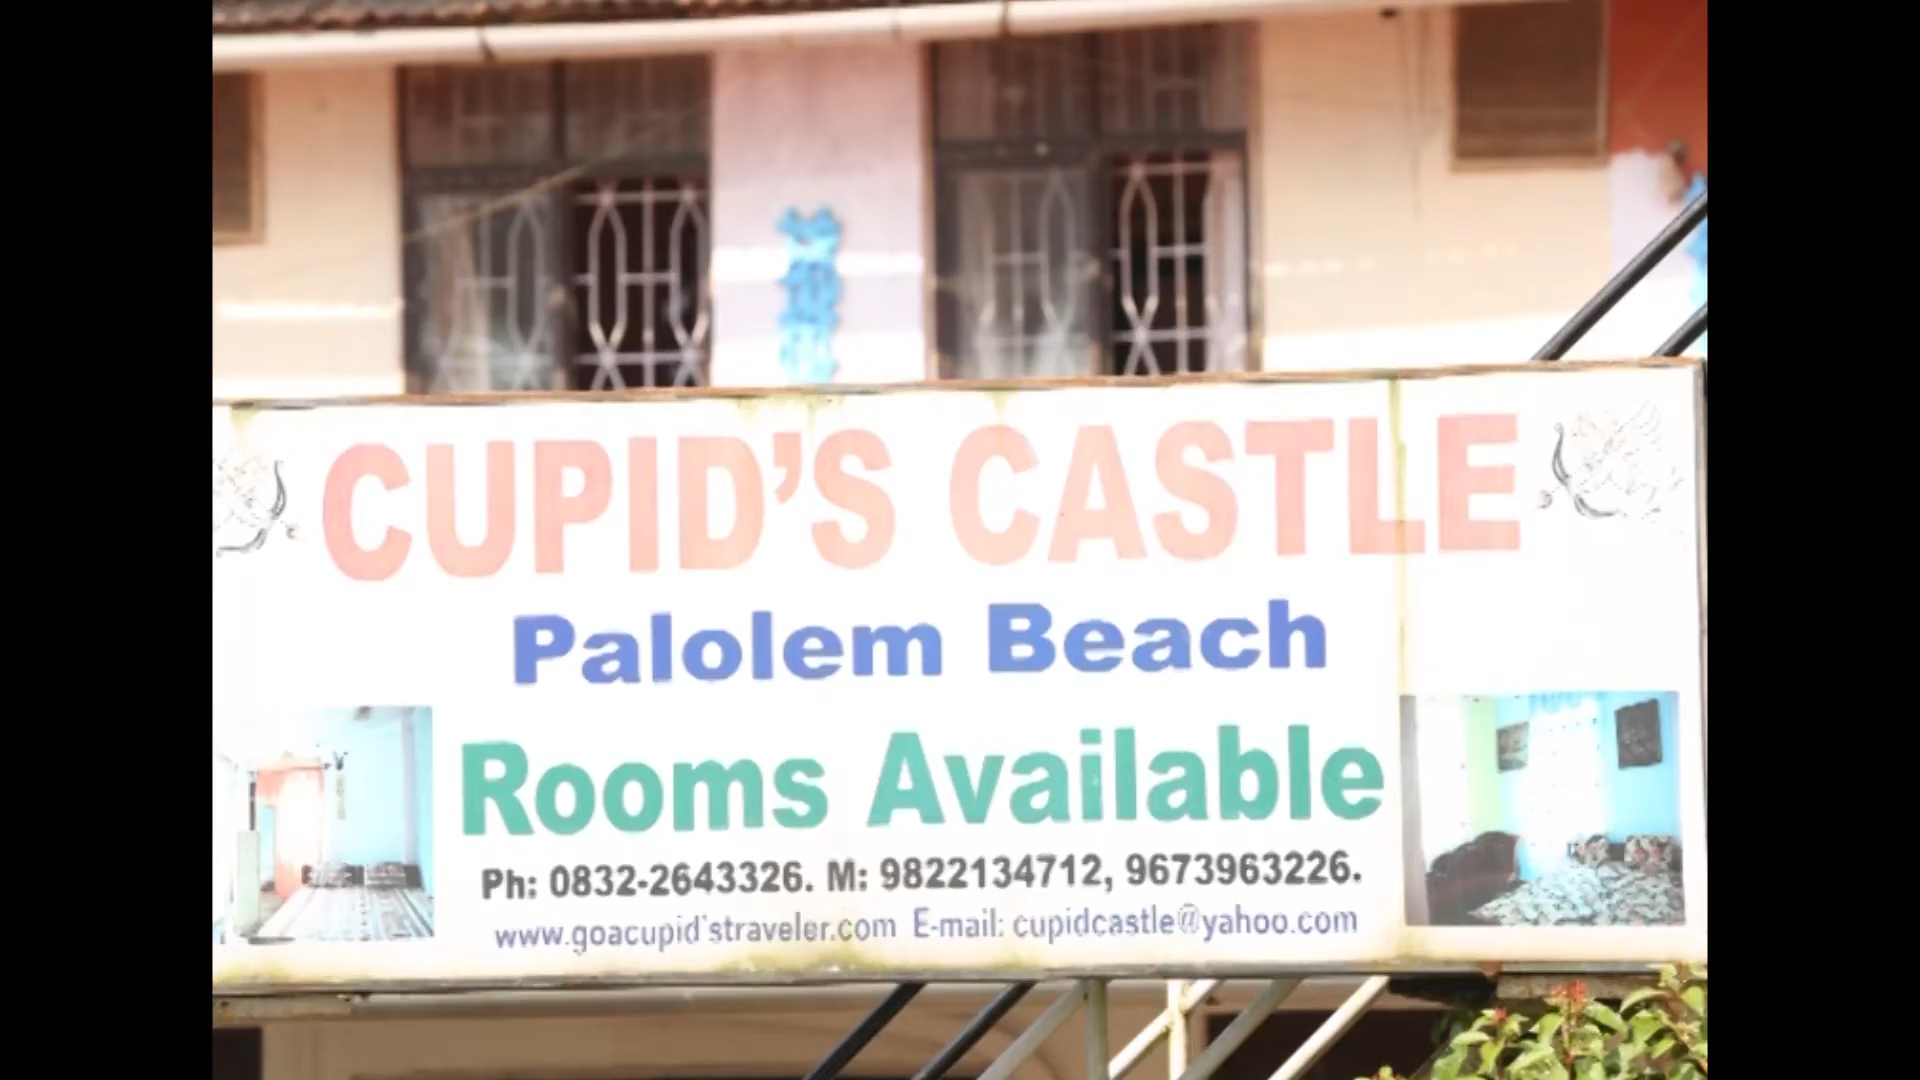 CUPID'S CASTLE
Palolem Beach
Rooms Available
Ph: 0832-2643326. M: 9822134712, 9673963226.
www.goacupid'straveler.com E-mail: cupidcastle@yahoo.com